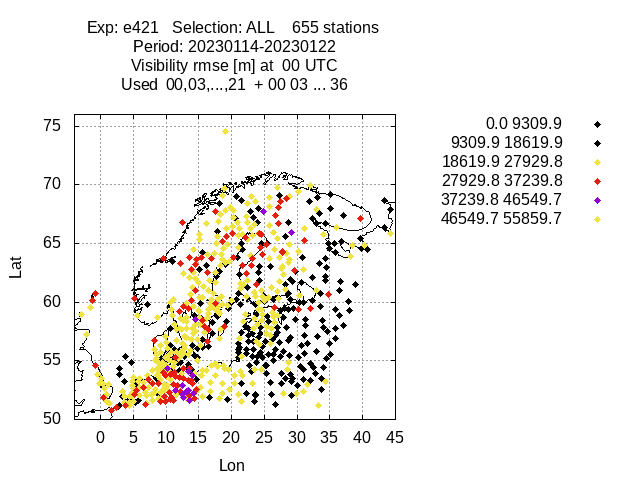 Exp: e421   Selection: ALL    655 stations
Period: 20230114-20230122
Visibility rmse [m] at  00 UTC
Used  00,03,...,21  + 00 03 ... 36
75
70
65
60
55
50
Lat
0 5 10 15 20 25 30 35 40 45
Lon
0.0 9309.9
9309.9 18619.9
18619.9 27929.8
27929.8 37239.8
37239.8 46549.7
46549.7 55859.7